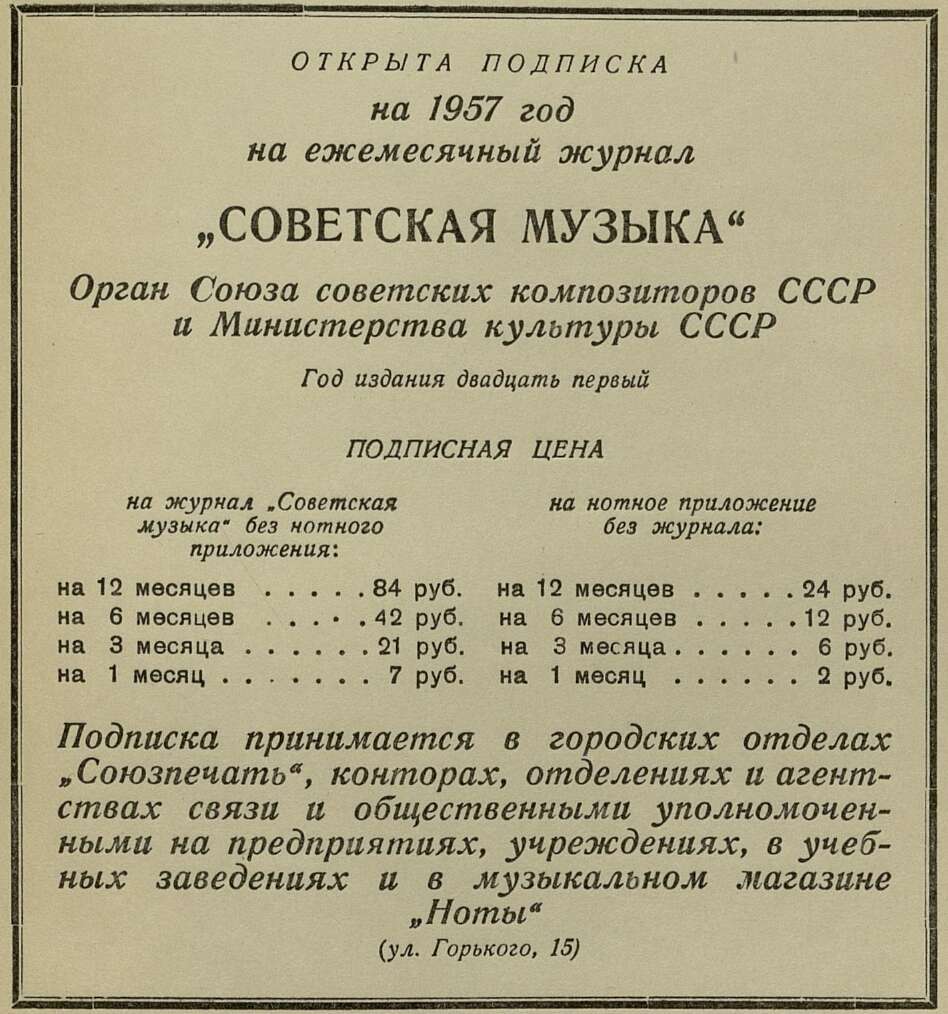 ОТКРЫТА ПОДПИСКА
на 1957 год
на ежемесячный журнал
„СОВЕТСКАЯ МУЗЫКА“
Орган Союза советских композиторов СССР
и Министерства культуры СССР
Год издания двадцать первый
ПОДПИСНАЯ ЦЕНА
на журнал „Советская
музыка“ без нотного
приложения:
на 12 месяцев . . . . . 84 руб.
на 6 месяцев . . . . . 42 руб.
на 3 месяца . . . . . . 21 руб.
на 1 месяц . . . . . . . 7 руб.
на нотное приложение
без журнала:
на 12 месяцев . . . . . 24 руб.
на 6 месяцев . . . . . 12 руб.
на 3 месяца . . . . . . 6 руб.
на 1 месяц . . . . . . 2 руб.
Подписка принимается в городских отделах
„Союзпечать“, конторах, отделениях и агент-
ствах связи и общественными уполномочен-
ными на предприятиях, учреждениях, в учеб-
ных заведениях и в музыкальном магазине
„Ноты“
(ул. Горького, 15)